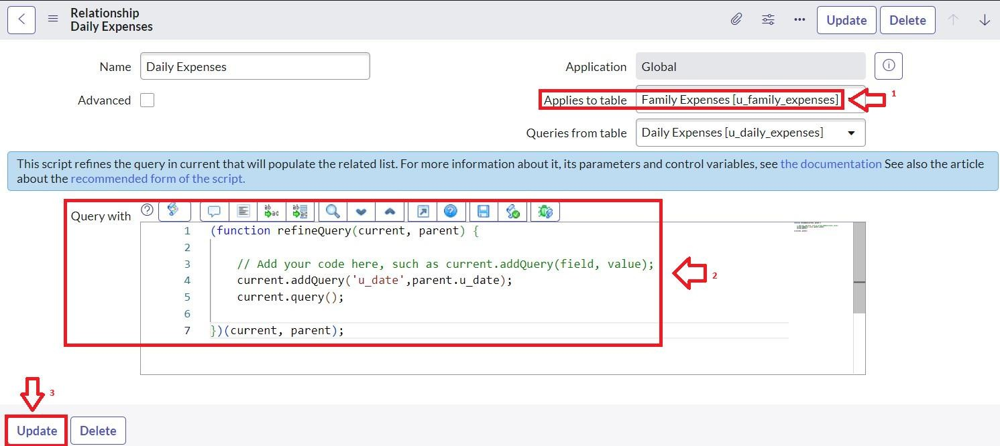 Relationship
Daily Expenses
Update
Delete
Name
Daily Expenses
Application
Global
Advanced
Applies to table
Family Expenses [u_family_expenses]
1
Queries from table
Daily Expenses [u_daily_expenses]
This script refines the query in current that will populate the related list. For more information about it, its parameters and control variables, see the documentation See also the article
about the recommended form of the script.
Query with
1 (function refineQuery(current, parent) {
2
3 // Add your code here, such as current.addQuery(field, value);
4 current.addQuery('u_date',parent.u_date);
5 current.query();
6
7 })(current, parent);
2
3
Update
Delete